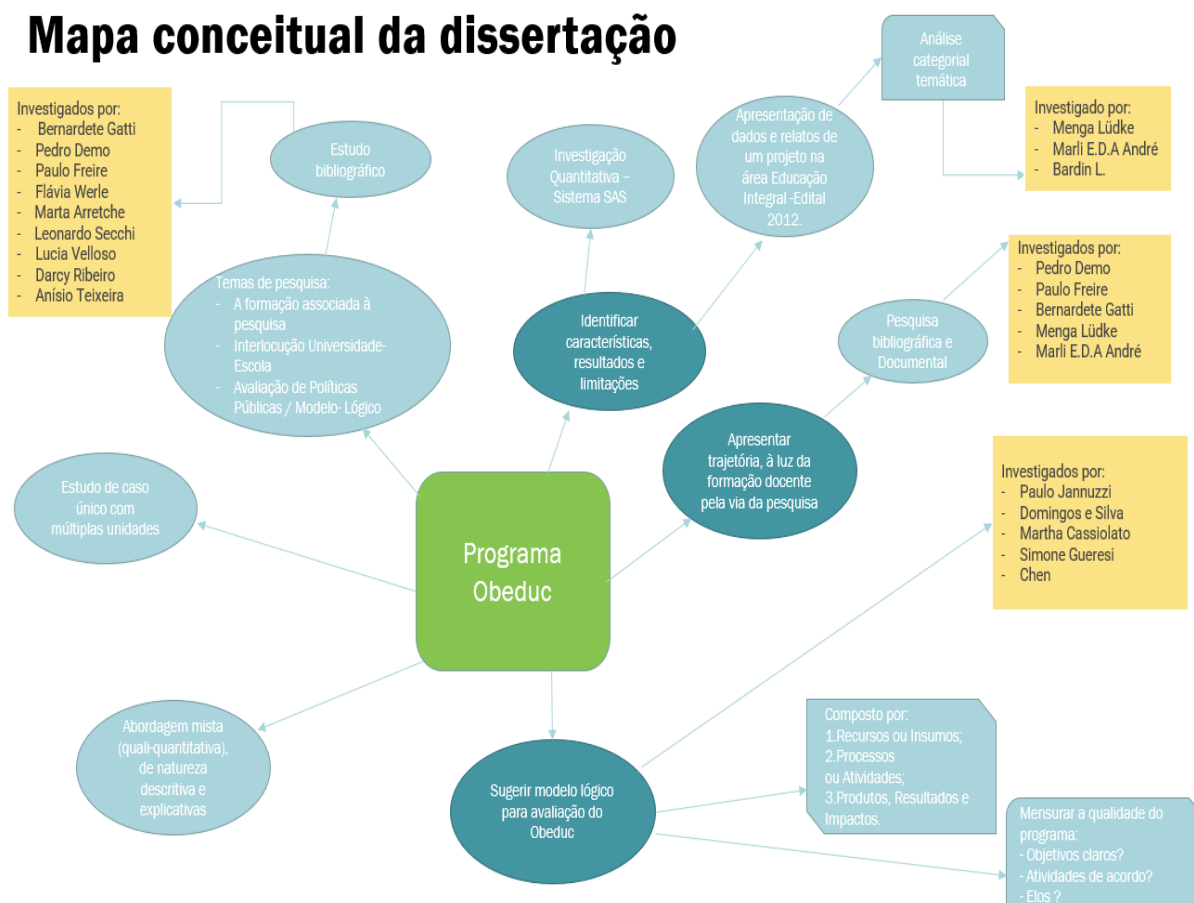 Mapa conceitual da dissertação
Investigados por:
- Bernardete Gatti
- Pedro Demo
- Paulo Freire
- Flávia Werle
- Marta Arretche
- Leonardo Secchi
- Lucia Velloso
- Darcy Ribeiro
- Anísio Teixeira
Estudo
bibliográfico
Temas de pesquisa:
- A formação associada à
pesquisa
- Interlocução Universidade-
Escola
- Avaliação de Políticas
Públicas / Modelo- Lógico
Investigação
Quantitativa –
Sistema SAS
Identificar
características,
resultados e
limitações
Apresentação de
dados e relatos de
um projeto na
área Educação
Integral -Edital
2012.
Análise
categorial
temática
Investigado por:
- Menga Lüdke
- Marli E.D.A André
- Bardin L.
Investigados por:
- Pedro Demo
- Paulo Freire
- Bernardete Gatti
- Menga Lüdke
- Marli E.D.A André
Pesquisa
bibliográfica e
Documental
Apresentar
trajetória, à luz da
formação docente
pela via da pesquisa
Estudo de caso
único com
múltiplas unidades
Programa
Obeduc
Investigados por:
- Paulo Jannuzzi
- Domingos e Silva
- Martha Cassiolato
- Simone Gueresi
- Chen
Abordagem mista
(quali-quantitativa),
de natureza
descritiva e
explicativas
Sugerir modelo lógico
para avaliação do
Obeduc
Composto por:
1.Recursos ou Insumos;
2.Processos
ou Atividades;
3.Produtos, Resultados e
Impactos.
Mensurar a qualidade do
programa:
- Objetivos claros?
- Atividades de acordo?
- Elos ?